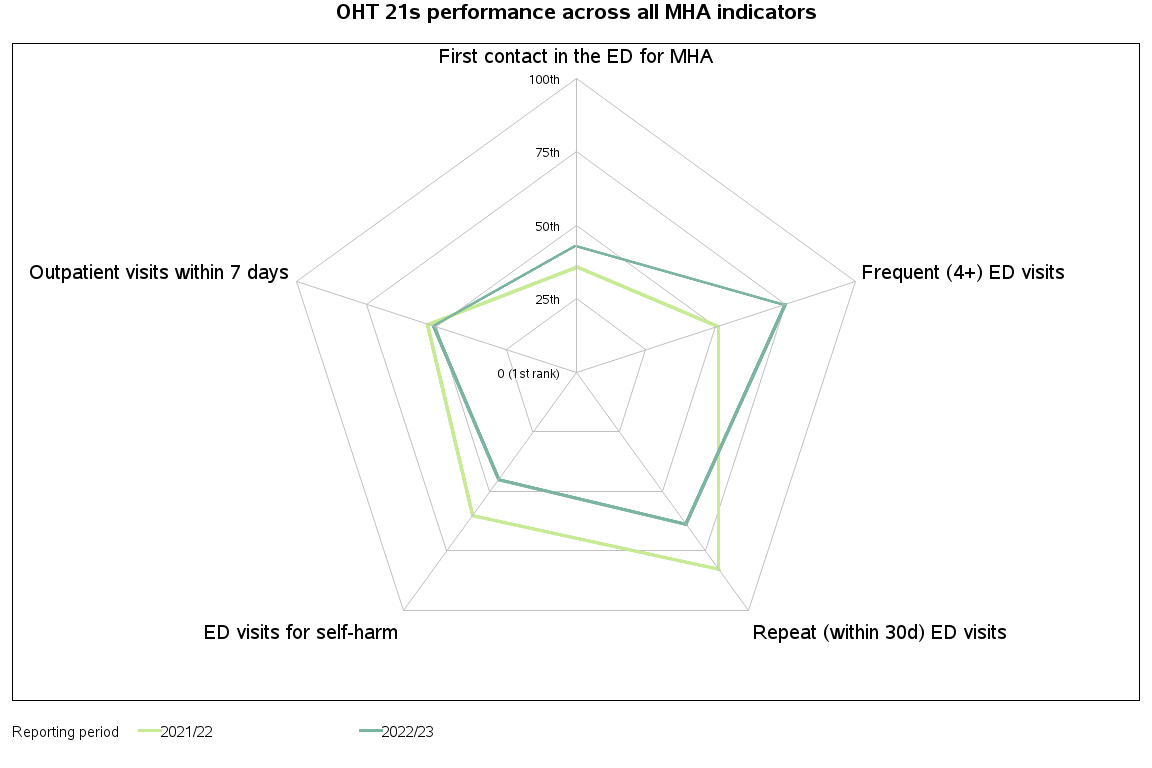 OHT 21s performance across all MHA indicators
First contact in the ED for MHA
100th
75th
50th
25th
0 (1st rank)
Outpatient visits within 7 days
Frequent (4+) ED visits
ED visits for self-harm
Repeat (within 30d) ED visits
Reporting period 2021/22 2022/23